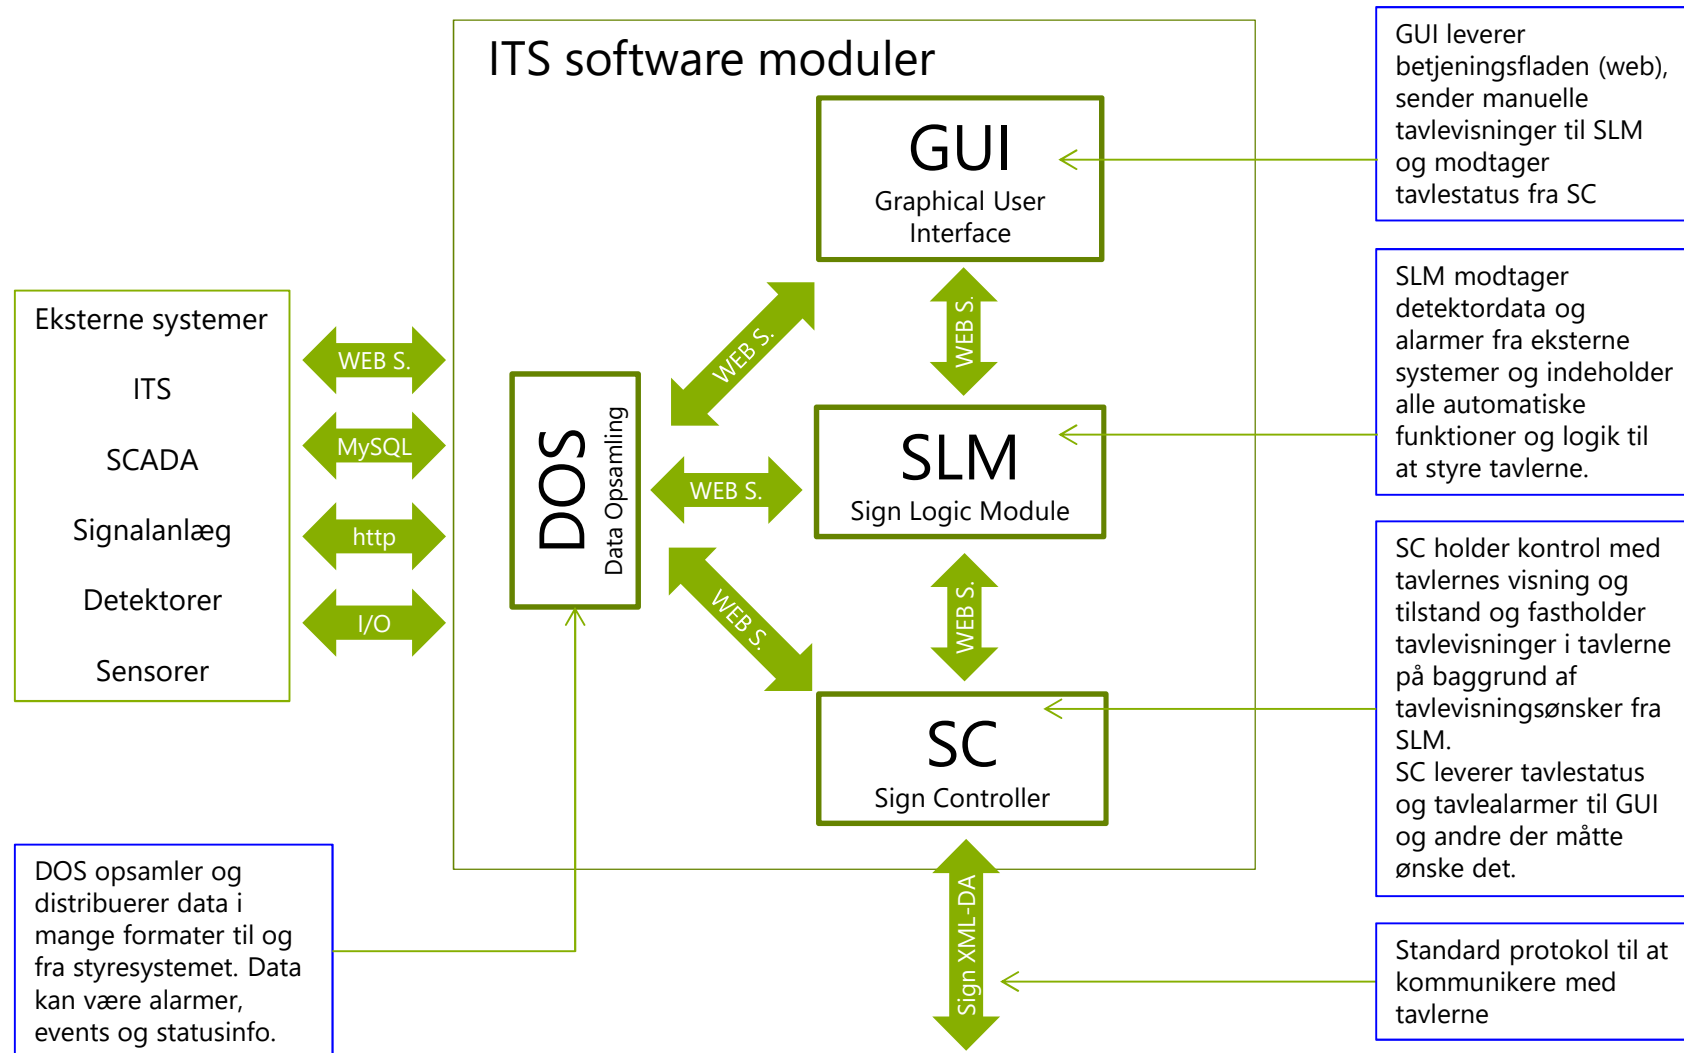 ITS software moduler
GUI
Graphical User
Interface
WEB S.
WEB S.
DOS
Data Opsamling
WEB S.
SLM
Sign Logic Module
WEB S.
WEB S.
SC
Sign Controller
Sign XML-DA
Eksterne systemer
ITS
SCADA
Signalanlæg
Detektorer
Sensorer
WEB S.
MySQL
http
I/O
DOS opsamler og
distribuerer data i
mange formater til og
fra styresystemet. Data
kan være alarmer,
events og statusinfo.
GUI leverer
betjeningsfladen (web),
sender manuelle
tavlevisninger til SLM
og modtager
tavlestatus fra SC
SLM modtager
detektordata og
alarmer fra eksterne
systemer og indeholder
alle automatiske
funktioner og logik til
at styre tavlerne.
SC holder kontrol med
tavlernes visning og
tilstand og fastholder
tavlevisninger i tavlerne
på baggrund af
tavlevisningsønsker fra
SLM.
SC leverer tavlestatus
og tavlealarmer til GUI
og andre der måtte
ønske det.
Standard protokol til at
kommunikere med
tavlerne